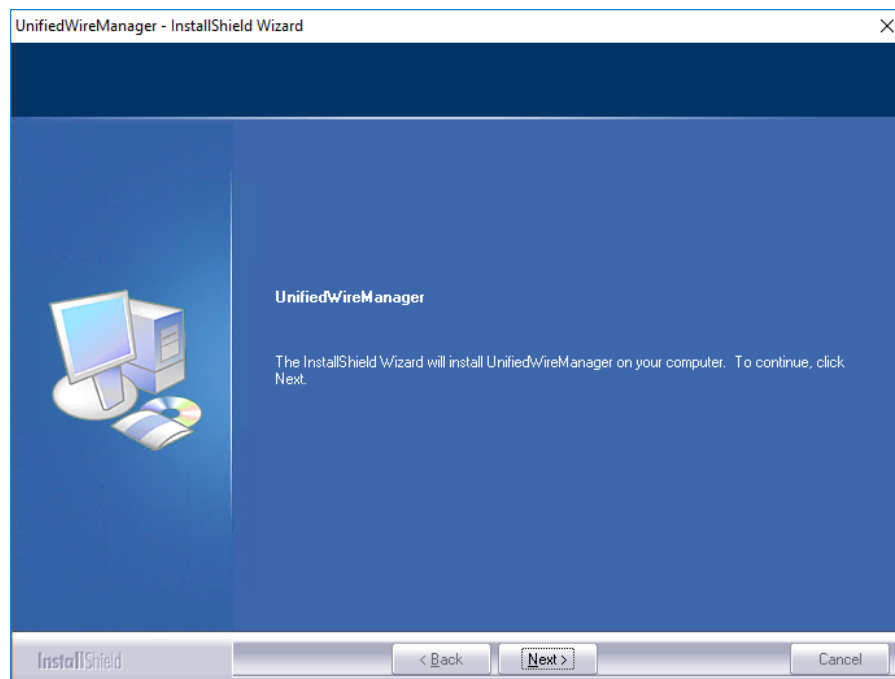 UnifiedWireManager - InstallShield Wizard
UnifiedWireManager
The InstallShield Wizard will install UnifiedWireManager on your computer. To continue, click
Next.
InstallShield
< Back
Next >
Cancel